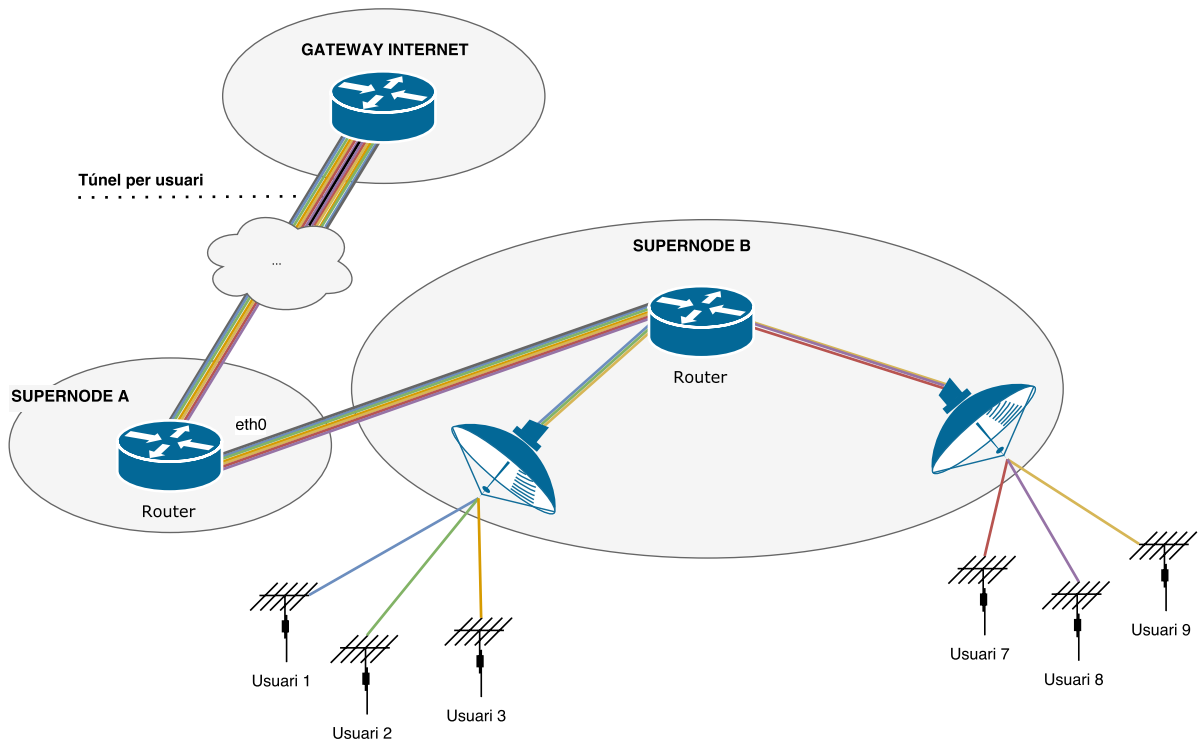 GATEWAY INTERNET
Túnel per usuari
...
SUPERNODE B
Router
SUPERNODE A
eth0
Router
Usuari 1
Usuari 2
Usuari 3
Usuari 7
Usuari 8
Usuari 9